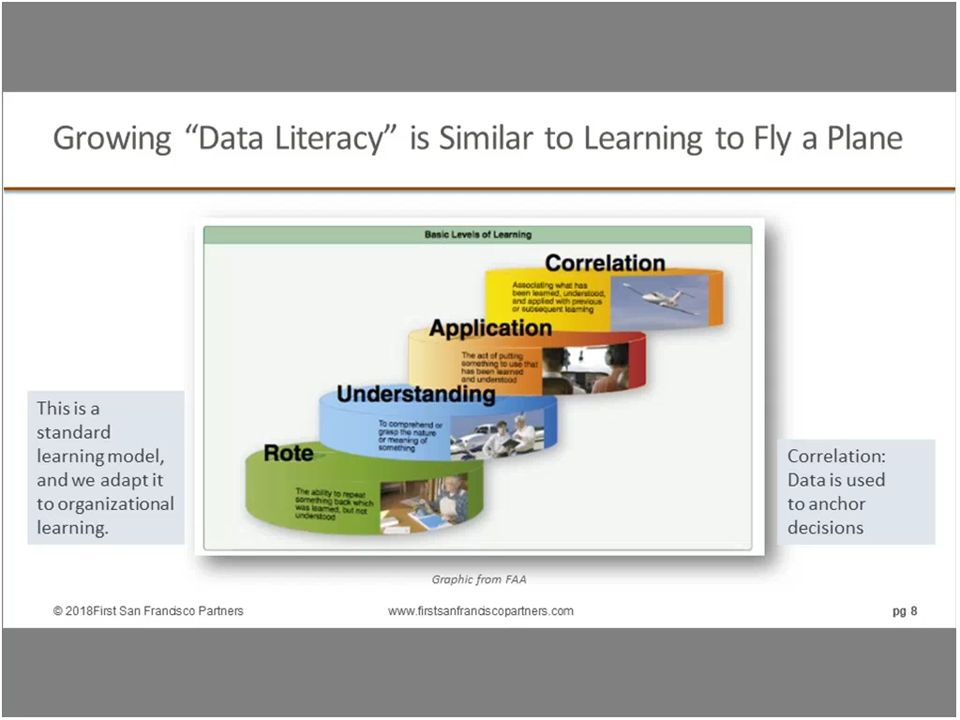 Growing “Data Literacy” is Similar to Learning to Fly a Plane
Basic Levels of Learning
Correlation
Associating what has
been learned, understood,
and applied with previous
or subsequent learning
Application
The act of putting
something to use that
has been learned
and understood
Understanding
To comprehend or
grasp the nature
or meaning of
something
Rote
The ability to repeat
something back which
was learned, but not
understood
This is a
standard
learning model,
and we adapt it
to organizational
learning.
Correlation:
Data is used
to anchor
decisions
Graphic from FAA
© 2018First San Francisco Partners
www.firstsanfranciscopartners.com
pg 8